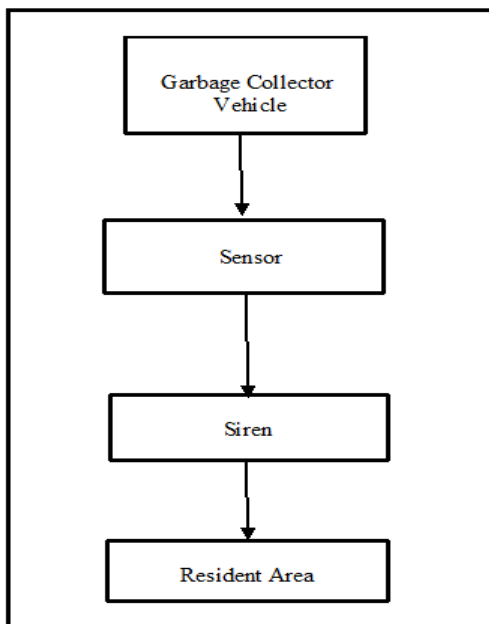 Garbage Collector
Vehicle
Sensor
Siren
Resident Area